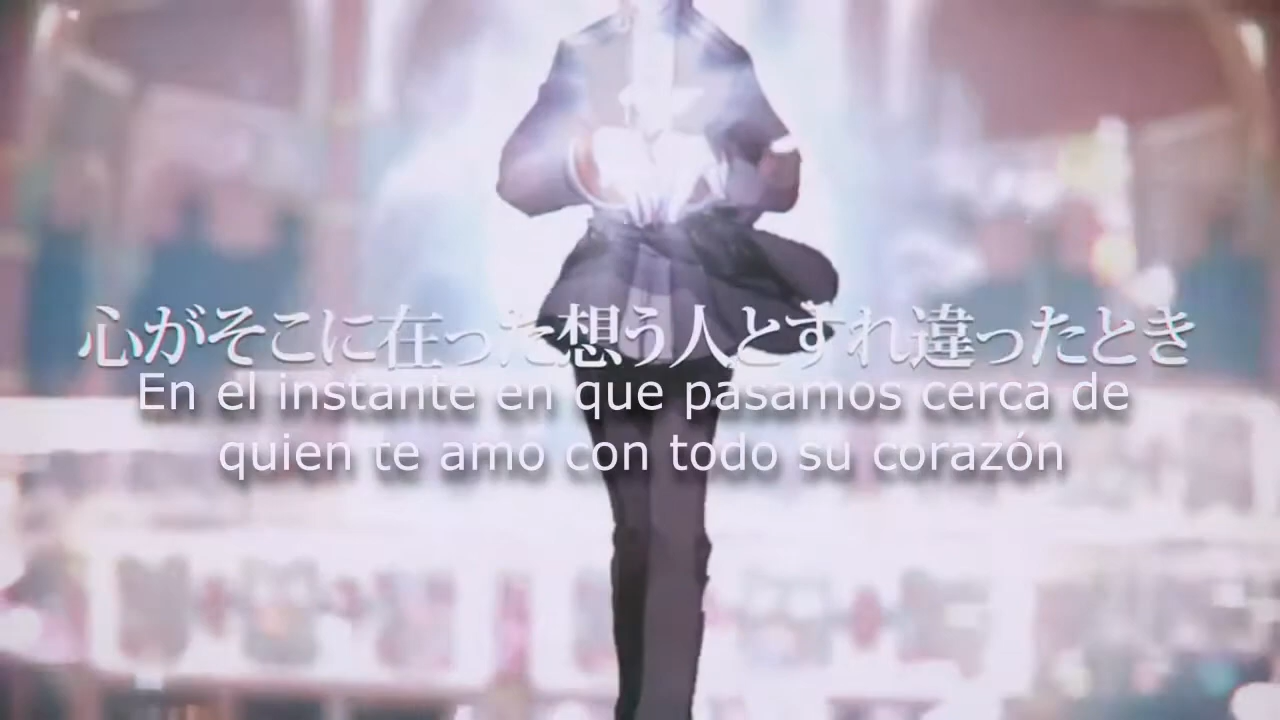 心がそこに在った想う人とすれ違ったとき
En el instante en que pasamos cerca de
quien te amo con todo su corazón